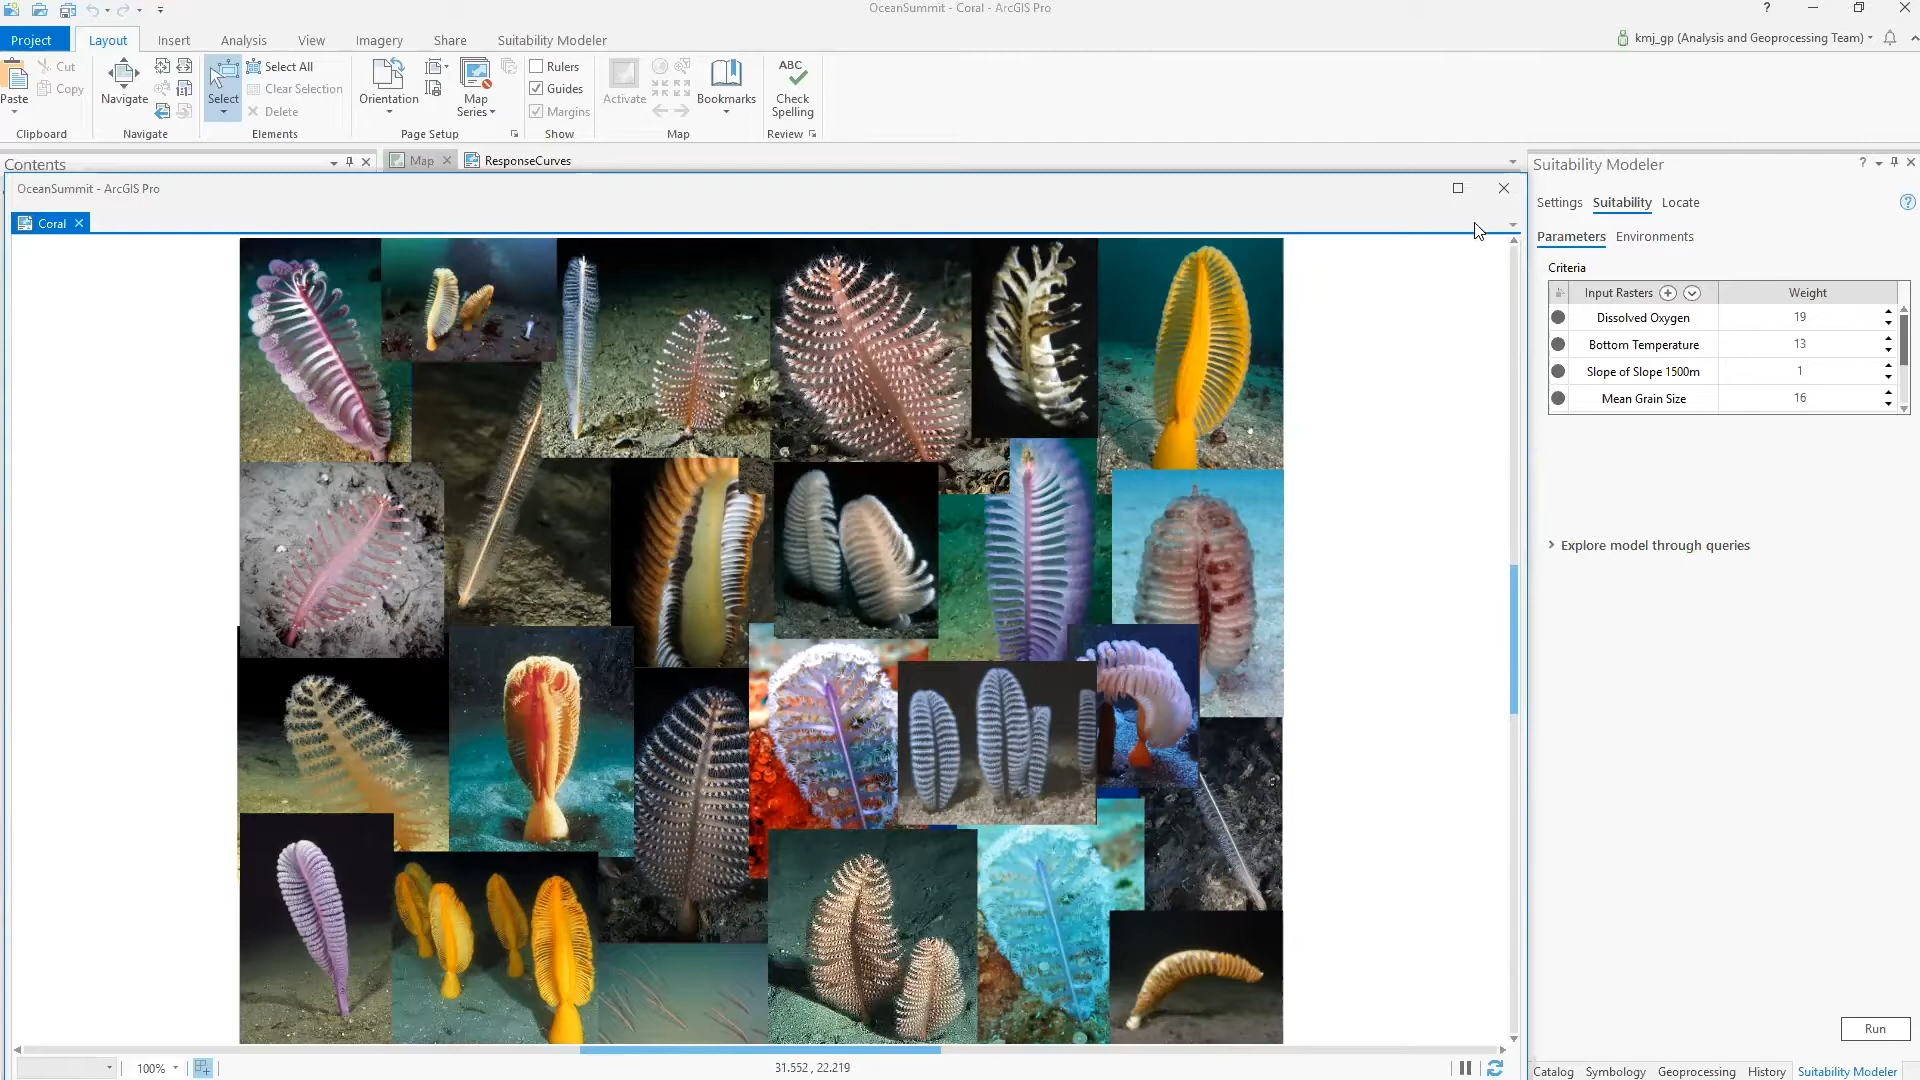 OceanSummit - Coral - ArcGIS Pro
?
Project
Layout
Insert
Analysis
View
Imagery
Share
Suitability Modeler
kmj_gp (Analysis and Geoprocessing Team)
Paste
Cut
Copy
Clipboard
Navigate
Navigate
Select
Select All
Clear Selection
Delete
Elements
Orientation
Map
Series
Page Setup
Rulers
Guides
Margins
Show
Activate
Bookmarks
Map
ABC
Check
Spelling
Review
Contents
Map
ResponseCurves
OceanSummit - ArcGIS Pro
Coral
100%
31.552 , 22.219
Suitability Modeler
?
Settings
Suitability
Locate
?
Parameters
Environments
Criteria
Input Rasters
Weight
Dissolved Oxygen
19
Bottom Temperature
13
Slope of Slope 1500m
1
Mean Grain Size
16
Explore model through queries
Run
Catalog
Symbology
Geoprocessing
History
Suitability Modeler